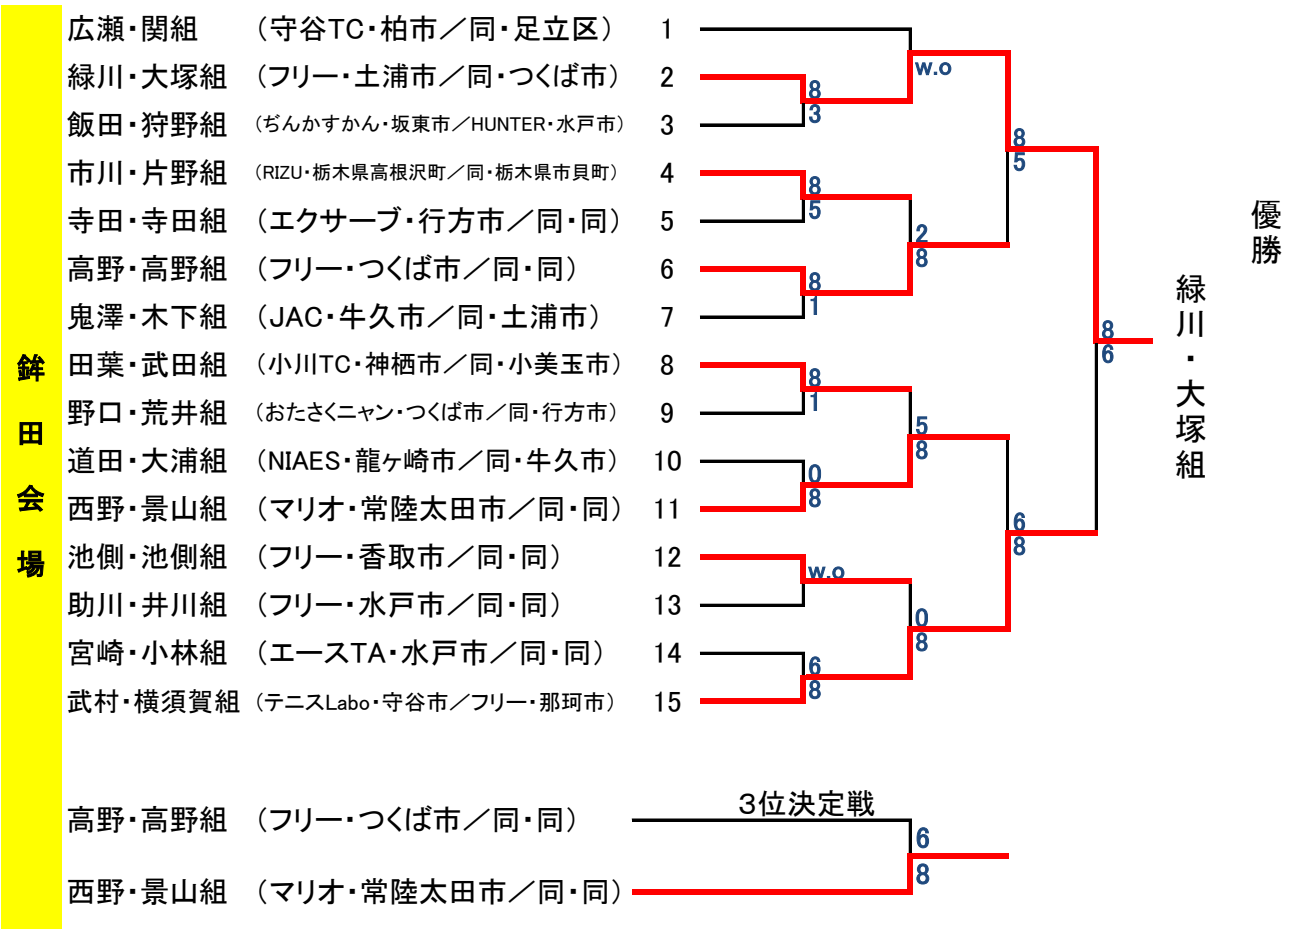 鉾田会場
広瀬・関組 （守谷TC・柏市／同・足立区） 1
緑川・大塚組 （フリー・土浦市／同・つくば市） 2
飯田・狩野組 （ぢんかすかん・坂東市／HUNTER・水戸市） 3
市川・片野組 （RIZU・栃木県高根沢町／同・栃木県市貝町） 4
寺田・寺田組 （エクサーブ・行方市／同・同） 5
高野・高野組 （フリー・つくば市／同・同） 6
鬼澤・木下組 （JAC・牛久市／同・土浦市） 7
田葉・武田組 （小川TC・神栖市／同・小美玉市） 8
野口・荒井組 （おたさくニャン・つくば市／同・行方市） 9
道田・大浦組 （NIAES・龍ヶ崎市／同・牛久市） 10
西野・景山組 （マリオ・常陸太田市／同・同） 11
池側・池側組 （フリー・香取市／同・同） 12
助川・井川組 （フリー・水戸市／同・同） 13
宮崎・小林組 （エースTA・水戸市／同・同） 14
武村・横須賀組 （テニスLabo・守谷市／フリー・那珂市） 15
8
3
8
5
8
1
8
1
0
8
w.o
6
8
w.o
2
8
5
8
0
8
8
5
6
8
8
6
優勝
緑川・大塚組
３位決定戦
高野・高野組 （フリー・つくば市／同・同）
西野・景山組 （マリオ・常陸太田市／同・同）
6
8